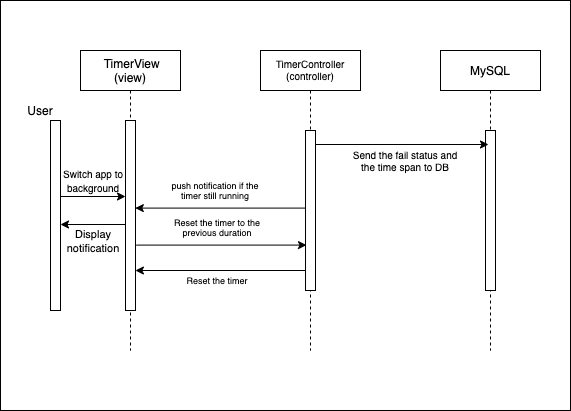 TimerView
(view)
TimerController
(controller)
MySQL
User
Send the fail status and
the time span to DB
Switch app to
background
push notification if the
timer still running
Reset the timer to the
previous duration
Display
notification
Reset the timer